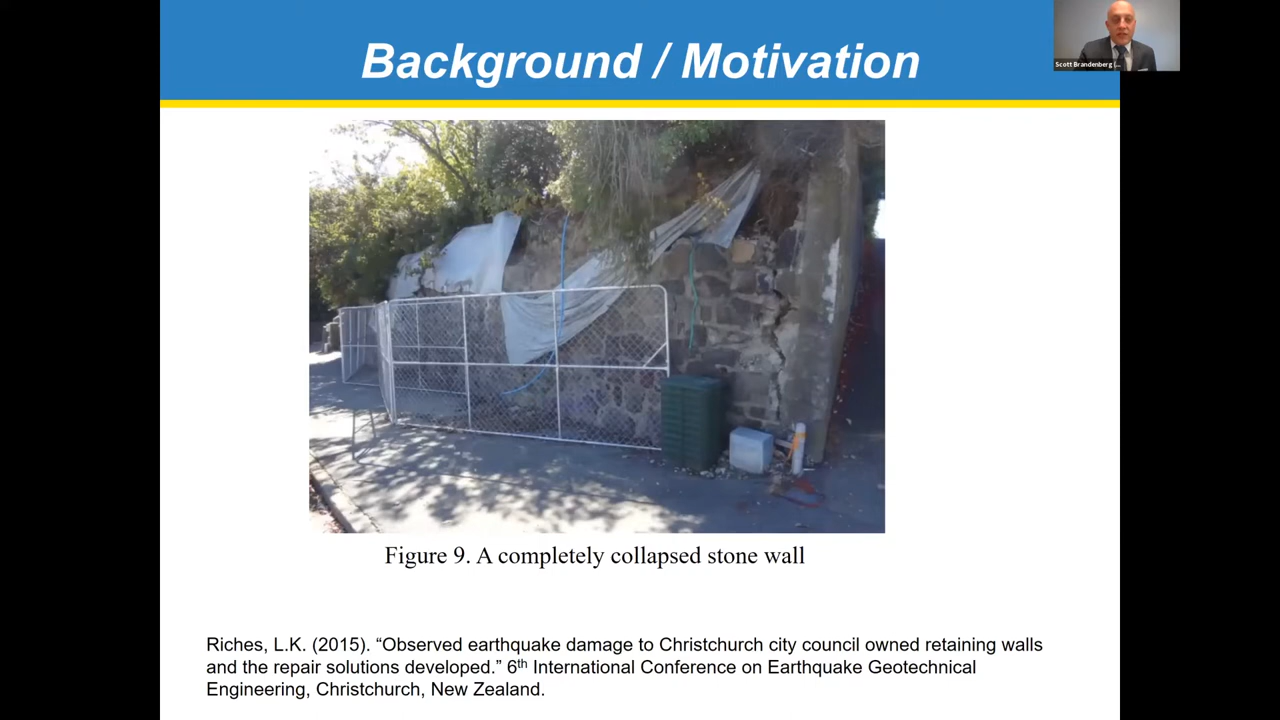 Background / Motivation
Scott Brandenberg (...
Figure 9. A completely collapsed stone wall
Riches, L.K. (2015). “Observed earthquake damage to Christchurch city council owned retaining walls
and the repair solutions developed.” 6th International Conference on Earthquake Geotechnical
Engineering, Christchurch, New Zealand.